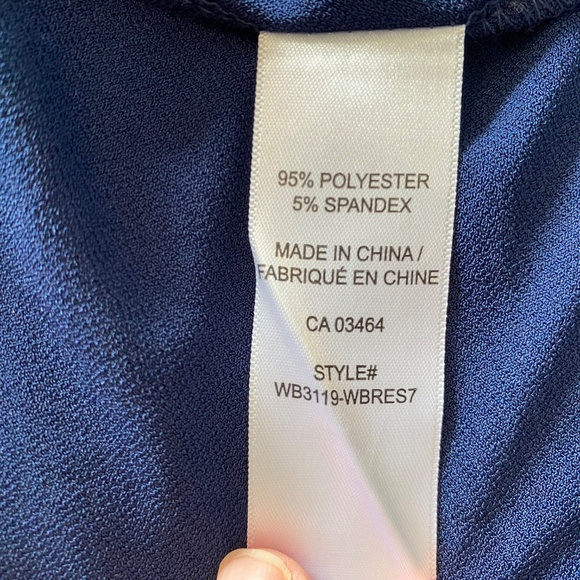 95% POLYESTER
5% SPANDEX
MADE IN CHINA /
FABRIQUÉ EN CHINE
CA 03464
STYLE#
WB3119-WBRES7